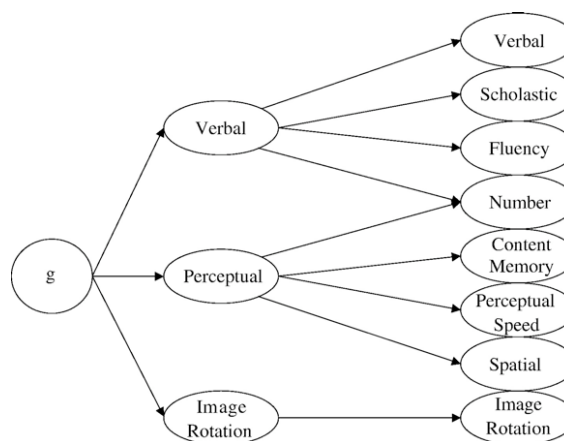 g
Verbal
Perceptual
Image
Rotation
Verbal
Scholastic
Fluency
Number
Content
Memory
Perceptual
Speed
Spatial
Image
Rotation